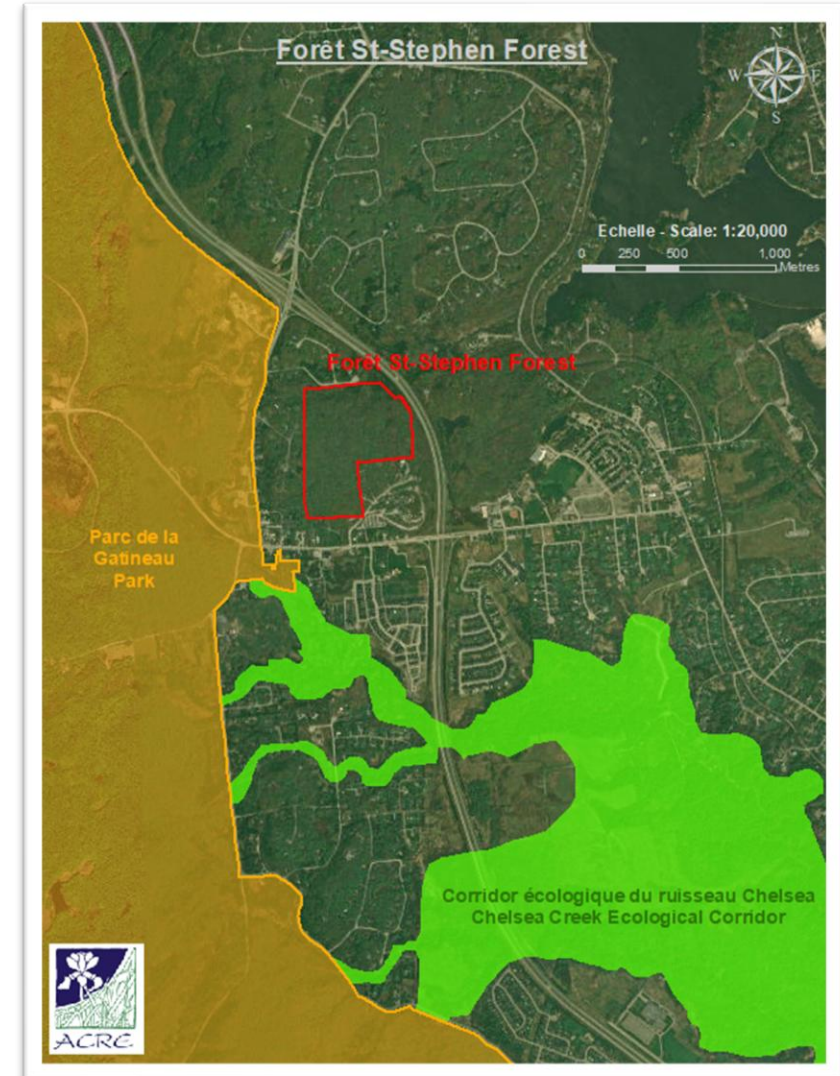 Forêt St-Stephen Forest
N
W
E
S
Echelle - Scale: 1:20,000
0 250 500 1,000
Metres
Forêt St-Stephen Forest
Parc de la
Gatineau
Park
Corridor écologique du ruisseau Chelsea
Chelsea Creek Ecological Corridor
ACRE